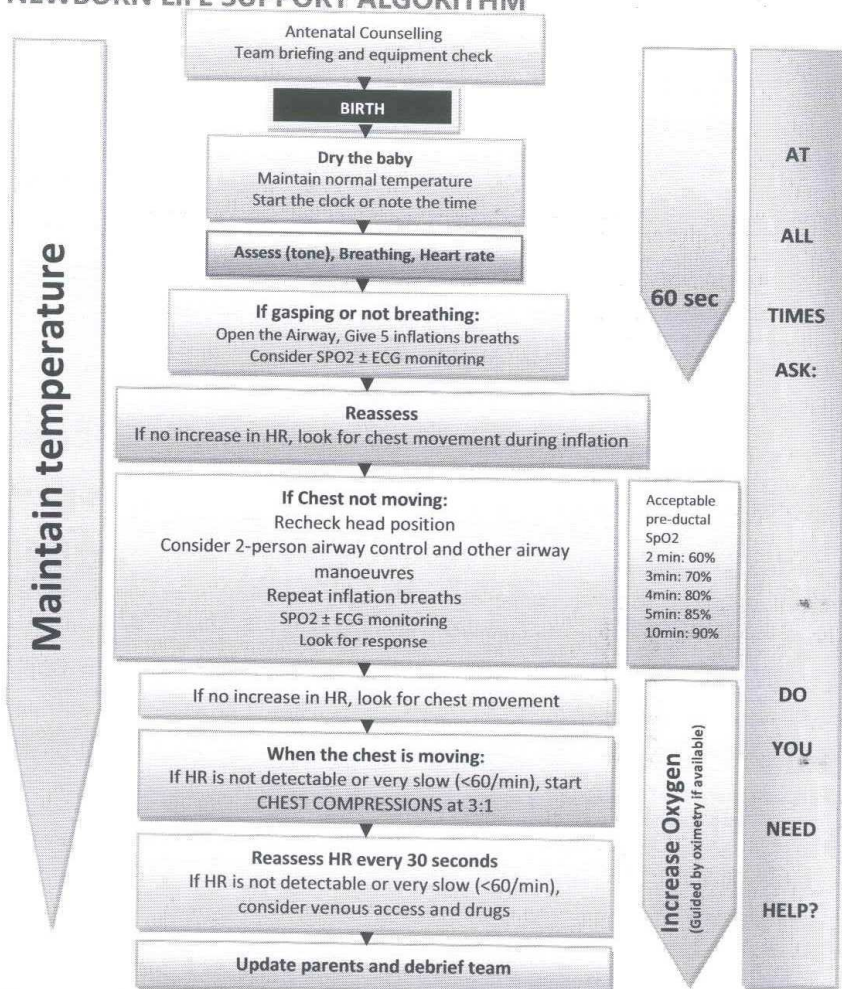 NEWBORN LIFE SUPPORT ALGORITHM
Antenatal Counselling
Team briefing and equipment check
BIRTH
Dry the baby
Maintain normal temperature
Start the clock or note the time
Assess (tone), Breathing, Heart rate
If gasping or not breathing:
Open the Airway, Give 5 inflations breaths
Consider SPO2 ± ECG monitoring
Reassess
If no increase in HR, look for chest movement during inflation
If Chest not moving:
Recheck head position
Consider 2-person airway control and other airway
manoeuvres
Repeat inflation breaths
SPO2 ± ECG monitoring
Look for response
If no increase in HR, look for chest movement
When the chest is moving:
If HR is not detectable or very slow (<60/min), start
CHEST COMPRESSIONS at 3:1
Reassess HR every 30 seconds
If HR is not detectable or very slow (<60/min),
consider venous access and drugs
Update parents and debrief team
Maintain temperature
60 sec
Acceptable
pre-ductal
SpO2
2 min: 60%
3min: 70%
4min: 80%
5min: 85%
10min: 90%
Increase Oxygen
(Guided by oximetry if available)
AT
ALL
TIMES
ASK:
DO
YOU
NEED
HELP?